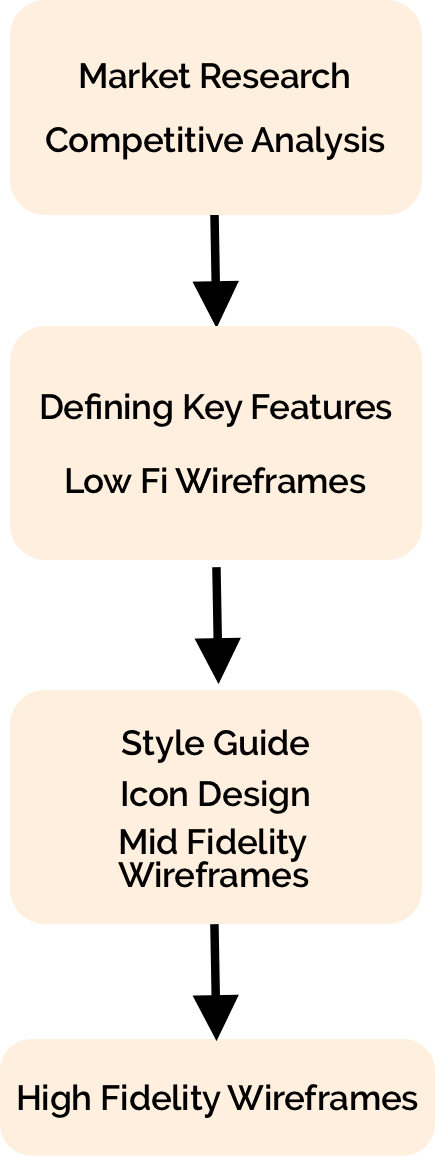 Market Research
Competitive Analysis
Defining Key Features
Low Fi Wireframes
Style Guide
Icon Design
Mid Fidelity
Wireframes
High Fidelity Wireframes